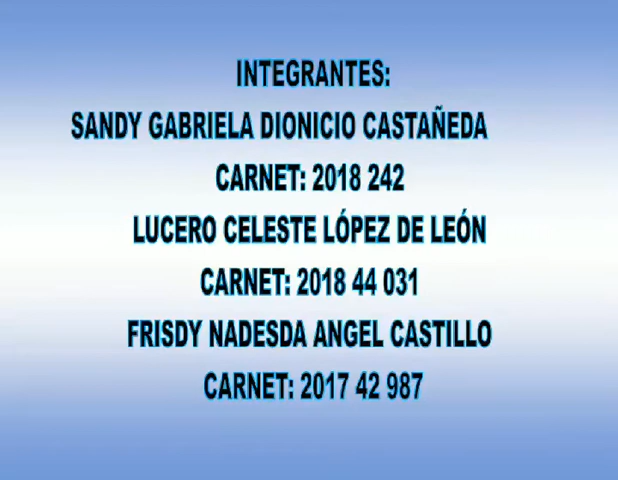 INTEGRANTES:
SANDY GABRIELA DIONICIO CASTAÑEDA
CARNET: 2018 242
LUCERO CELESTE LÓPEZ DE LEÓN
CARNET: 2018 44 031
FRISDY NADESDA ANGEL CASTILLO
CARNET: 2017 42 987